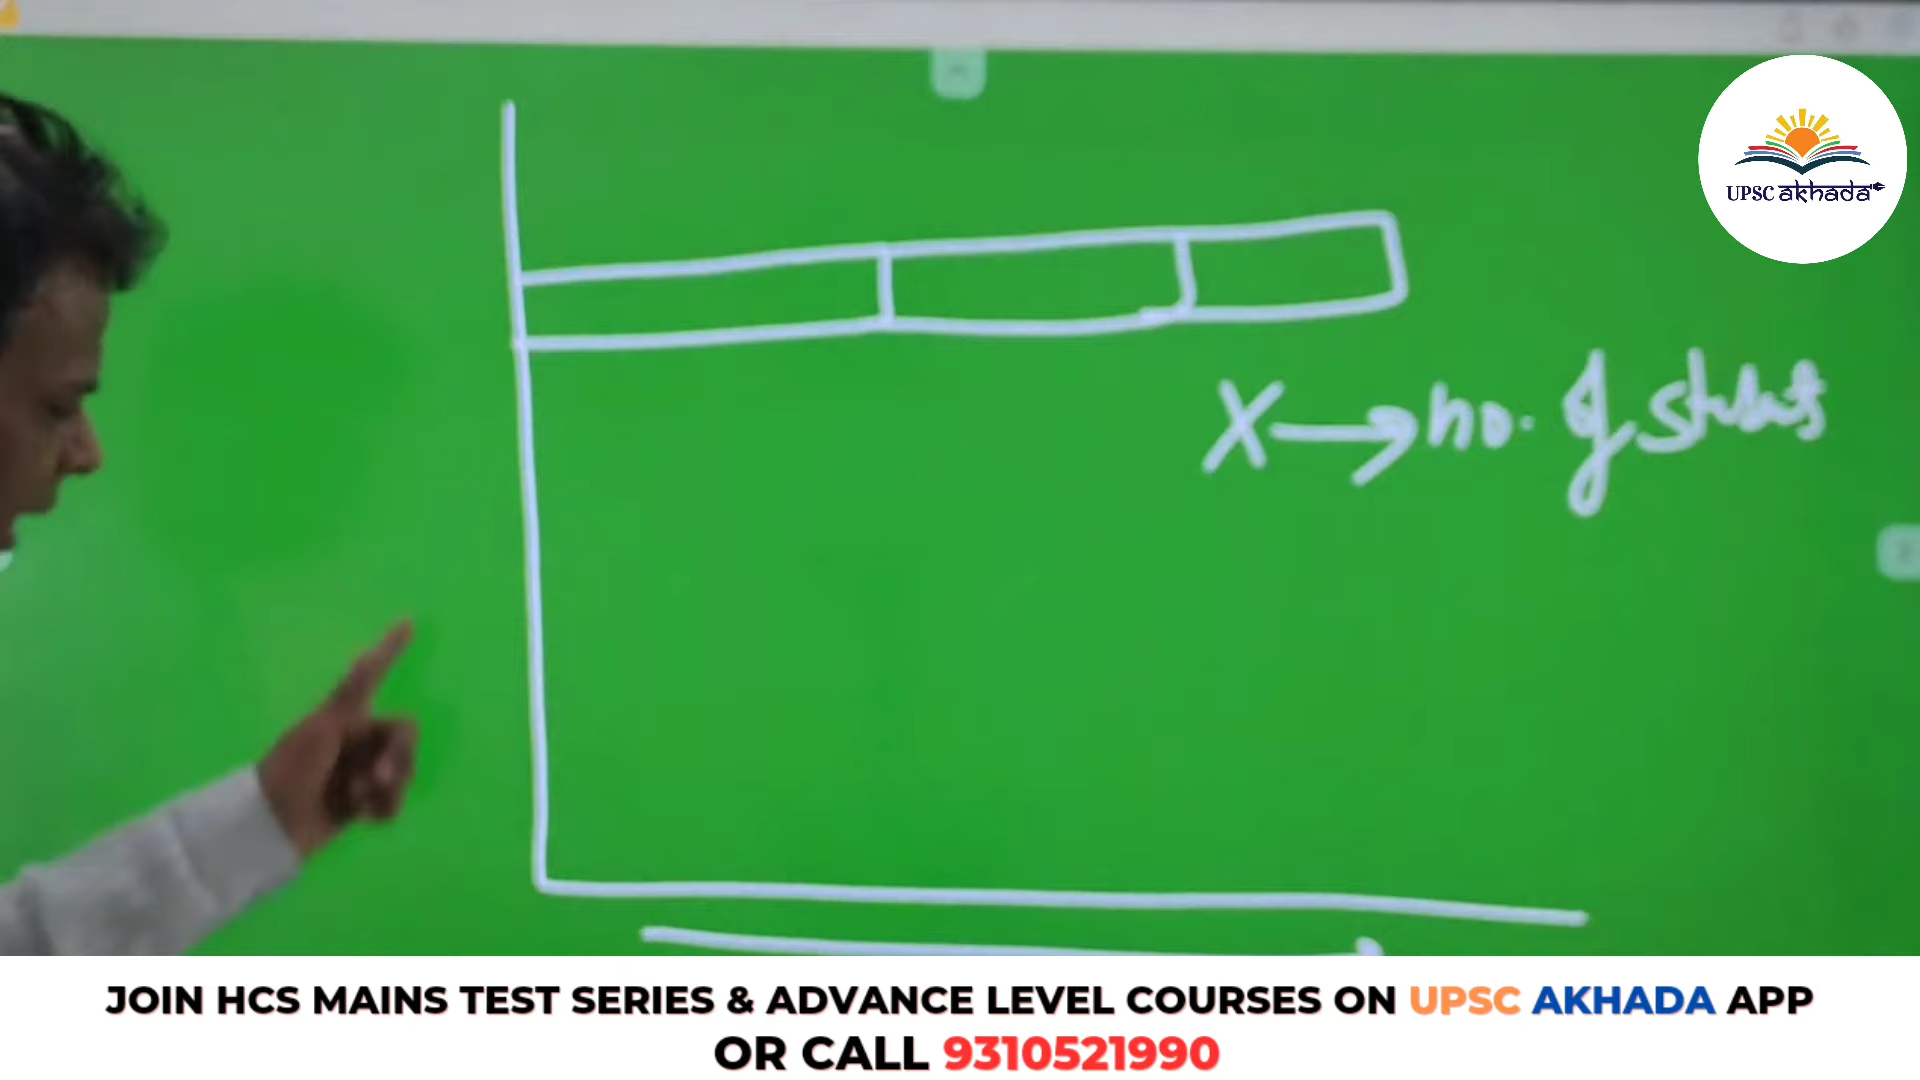 UPSC akhada
X → no. of students
JOIN HCS MAINS TEST SERIES & ADVANCE LEVEL COURSES ON UPSC AKHADA APP
OR CALL 9310521990